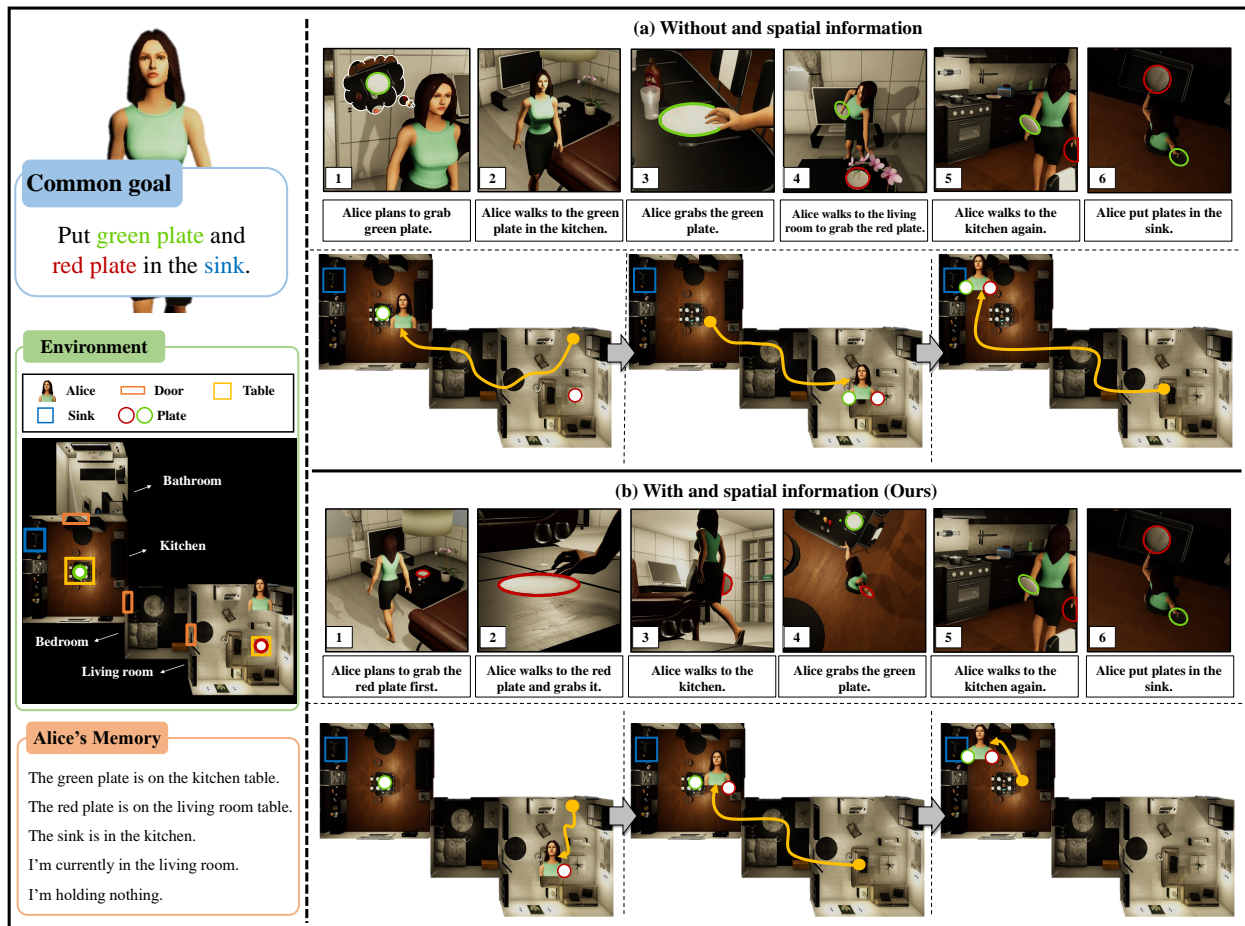 Common goal
Put green plate and
red plate in the sink.
Environment
Alice
Door
Table
Sink
Plate
Bathroom
Kitchen
Bedroom
Living room
Alice's Memory
The green plate is on the kitchen table.
The red plate is on the living room table.
The sink is in the kitchen.
I'm currently in the living room.
I'm holding nothing.
(a) Without and spatial information
1
2
3
4
5
6
Alice plans to grab
green plate.
Alice walks to the green
plate in the kitchen.
Alice grabs the green
plate.
Alice walks to the living
room to grab the red plate.
Alice walks to the
kitchen again.
Alice put plates in the
sink.
(b) With and spatial information (Ours)
1
2
3
4
5
6
Alice plans to grab the
red plate first.
Alice walks to the red
plate and grabs it.
Alice walks to the
kitchen.
Alice grabs the green
plate.
Alice walks to the
kitchen again.
Alice put plates in the
sink.